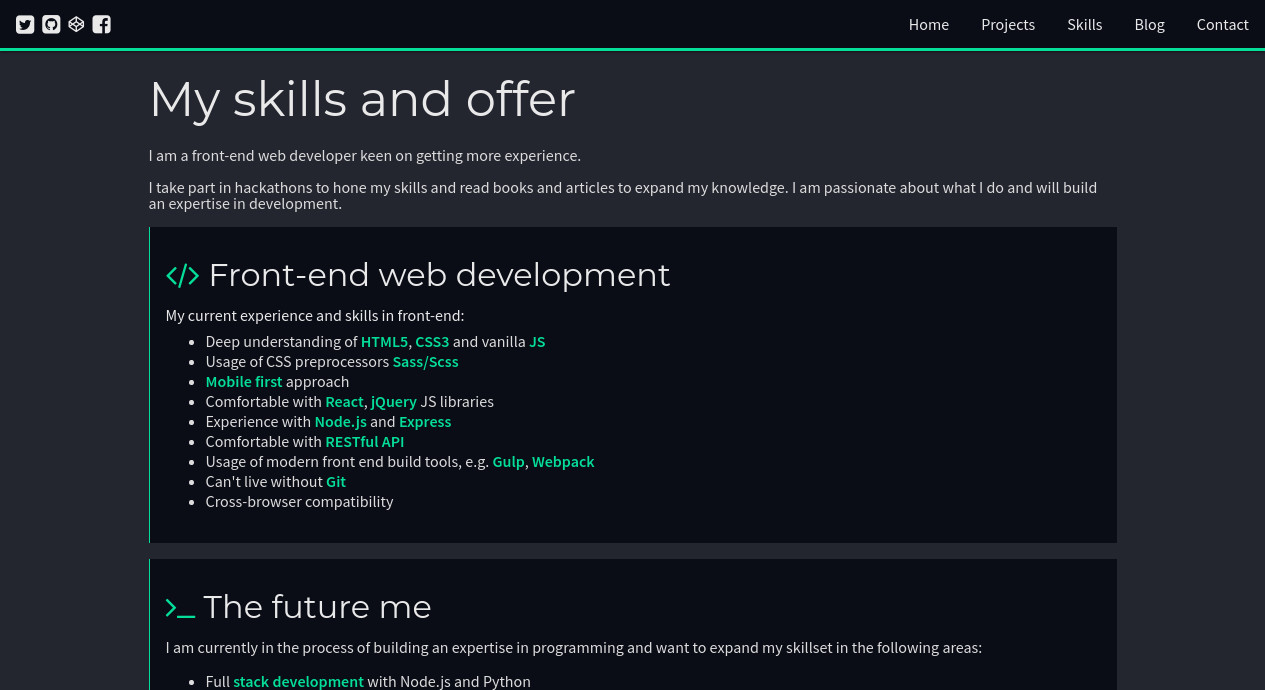 Home Projects Skills Blog Contact
My skills and offer
I am a front-end web developer keen on getting more experience.
I take part in hackathons to hone my skills and read books and articles to expand my knowledge. I am passionate about what I do and will build
an expertise in development.
</> Front-end web development
My current experience and skills in front-end:
• Deep understanding of HTML5, CSS3 and vanilla JS
• Usage of CSS preprocessors Sass/Scss
• Mobile first approach
• Comfortable with React, jQuery JS libraries
• Experience with Node.js and Express
• Comfortable with RESTful API
• Usage of modern front end build tools, e.g. Gulp, Webpack
• Can't live without Git
• Cross-browser compatibility
>_ The future me
I am currently in the process of building an expertise in programming and want to expand my skillset in the following areas:
• Full stack development with Node.js and Python